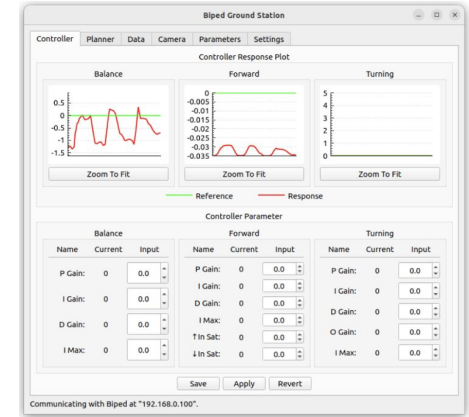 Biped Ground Station
Controller Planner Data Camera Parameters Settings
Controller Response Plot
Balance Forward Turning
0.5
0
-0.5
-1
-1.5
0
-0.005
-0.01
-0.015
-0.02
-0.025
-0.03
-0.035
5
4
3
2
1
0
Zoom To Fit Zoom To Fit Zoom To Fit
Reference Response
Controller Parameter
Balance
Name Current Input
P Gain: 0 0.0
I Gain: 0 0.0
D Gain: 0 0.0
I Max: 0 0.0
Forward
Name Current Input
P Gain: 0 0.0
I Gain: 0 0.0
D Gain: 0 0.0
I Max: 0 0.0
↑In Sat: 0 0.0
↓In Sat: 0 0.0
Turning
Name Current Input
P Gain: 0 0.0
I Gain: 0 0.0
D Gain: 0 0.0
O Gain: 0 0.0
I Max: 0 0.0
Save Apply Revert
Communicating with Biped at "192.168.0.100".